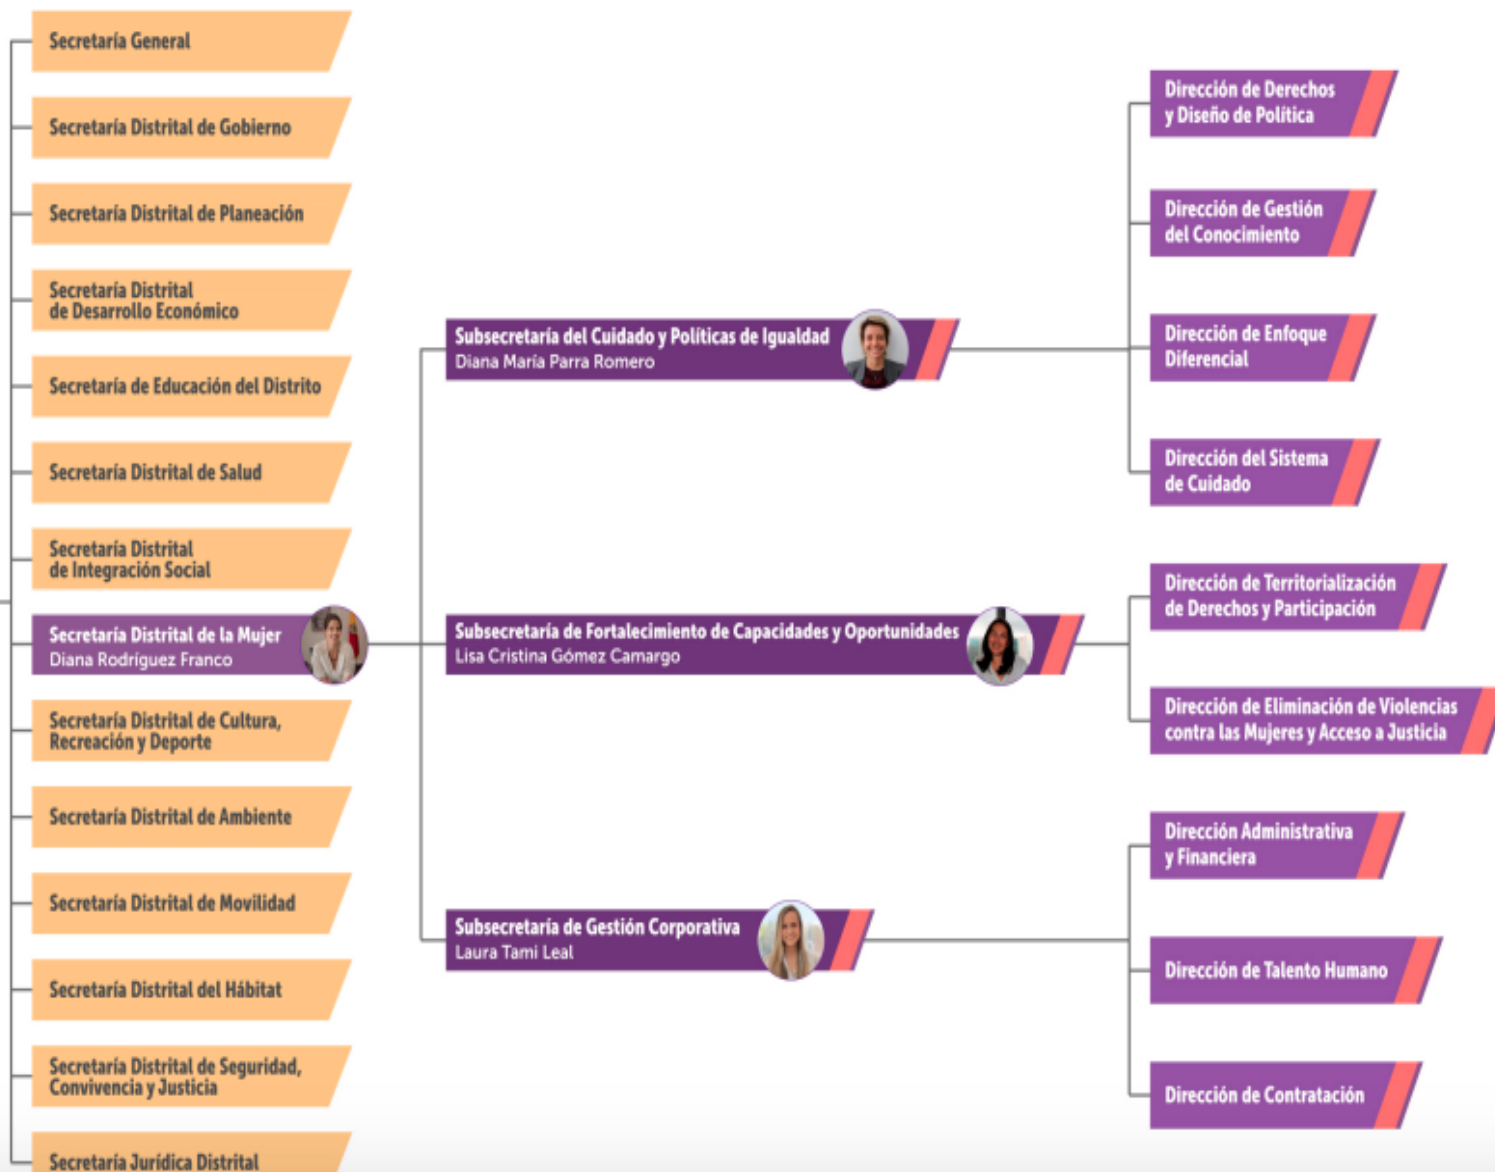 Secretaría General
Secretaría Distrital de Gobierno
Secretaría Distrital de Planeación
Secretaría Distrital
de Desarrollo Económico
Secretaría de Educación del Distrito
Secretaría Distrital de Salud
Secretaría Distrital
de Integración Social
Secretaría Distrital de la Mujer
Diana Rodríguez Franco
Secretaría Distrital de Cultura,
Recreación y Deporte
Secretaría Distrital de Ambiente
Secretaría Distrital de Movilidad
Secretaría Distrital del Hábitat
Secretaría Distrital de Seguridad,
Convivencia y Justicia
Secretaría Jurídica Distrital
Subsecretaría del Cuidado y Políticas de Igualdad
Diana María Parra Romero
Subsecretaría de Fortalecimiento de Capacidades y Oportunidades
Lisa Cristina Gómez Camargo
Subsecretaría de Gestión Corporativa
Laura Tami Leal
Dirección de Derechos
y Diseño de Política
Dirección de Gestión
del Conocimiento
Dirección de Enfoque
Diferencial
Dirección del Sistema
de Cuidado
Dirección de Territorialización
de Derechos y Participación
Dirección de Eliminación de Violencias
contra las Mujeres y Acceso a Justicia
Dirección Administrativa
y Financiera
Dirección de Talento Humano
Dirección de Contratación